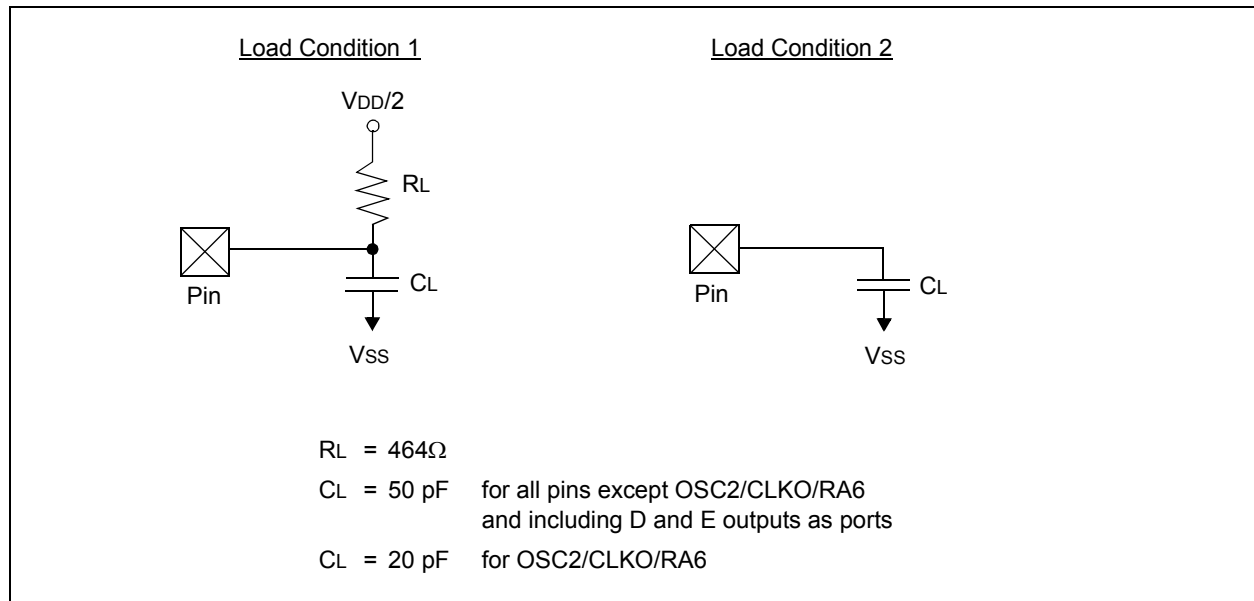 Load Condition 1
Load Condition 2
VDD/2
RL
Pin
CL
VSS
Pin
CL
VSS
RL = 464Ω
CL = 50 pF for all pins except OSC2/CLKO/RA6
and including D and E outputs as ports
CL = 20 pF for OSC2/CLKO/RA6